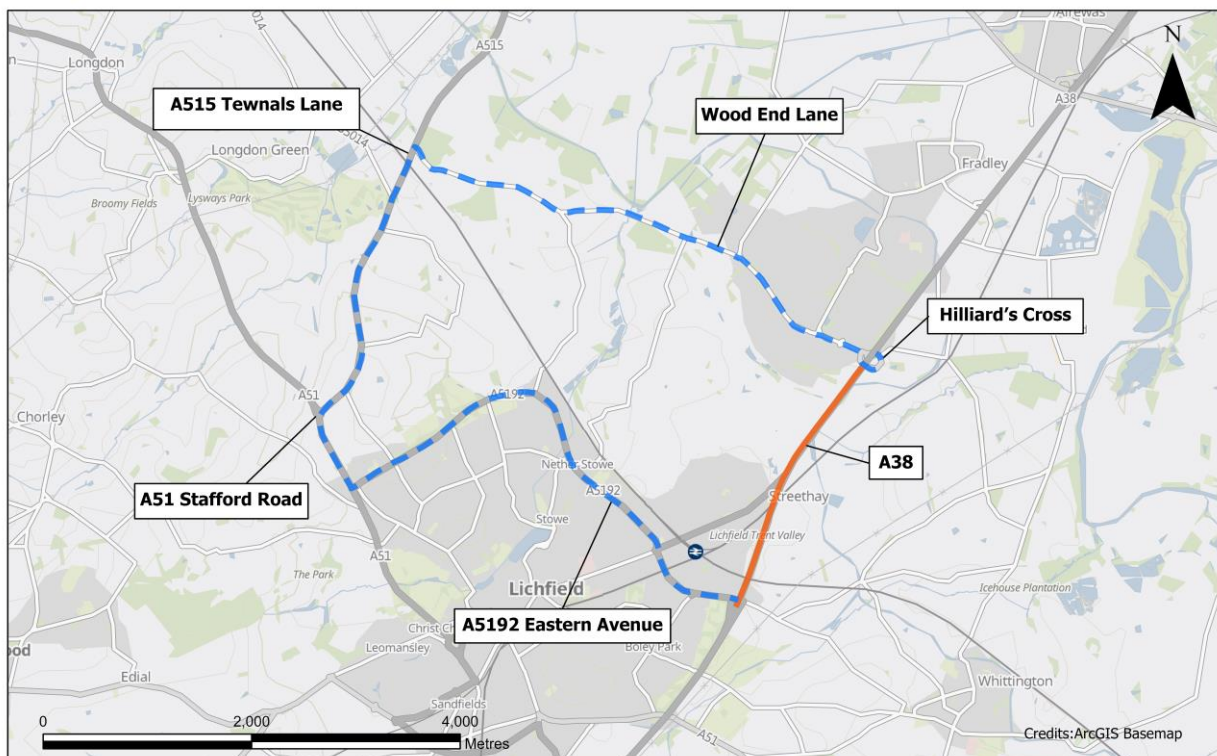 Alrewas
N
Longdon
A515
A515 Tewnals Lane
A38
Wood End Lane
Longdon Green
Fradley
Lysways Park
Broomy Fields
Hilliard's Cross
A51
A5192
Chorley
A38
Nether Stowe
A51 Stafford Road
A5192
Streethay
Stowe
Lichfield Trent Valley
A51
The Park
Icehouse Plantation
Lichfield
A5192 Eastern Avenue
Christ Ch
Leomansley
Boley Park
Edial
Whittington
Sandfields
0 2,000 4,000
Metres
A51
Credits:ArcGIS Basemap